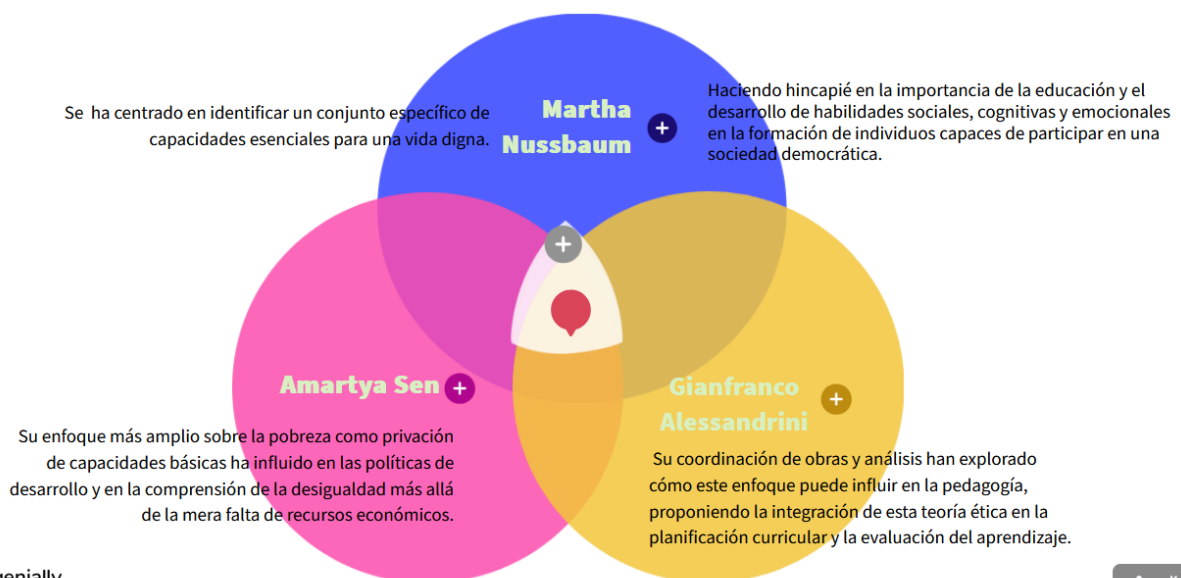 Se ha centrado en identificar un conjunto específico de
capacidades esenciales para una vida digna.
Martha
Nussbaum
Haciendo hincapié en la importancia de la educación y el
desarrollo de habilidades sociales, cognitivas y emocionales
en la formación de individuos capaces de participar en una
sociedad democrática.
Amartya Sen
Su enfoque más amplio sobre la pobreza como privación
de capacidades básicas ha influido en las políticas de
desarrollo y en la comprensión de la desigualdad más allá
de la mera falta de recursos económicos.
Gianfranco
Alessandrini
Su coordinación de obras y análisis han explorado
cómo este enfoque puede influir en la pedagogía,
proponiendo la integración de esta teoría ética en la
planificación curricular y la evaluación del aprendizaje.
genially